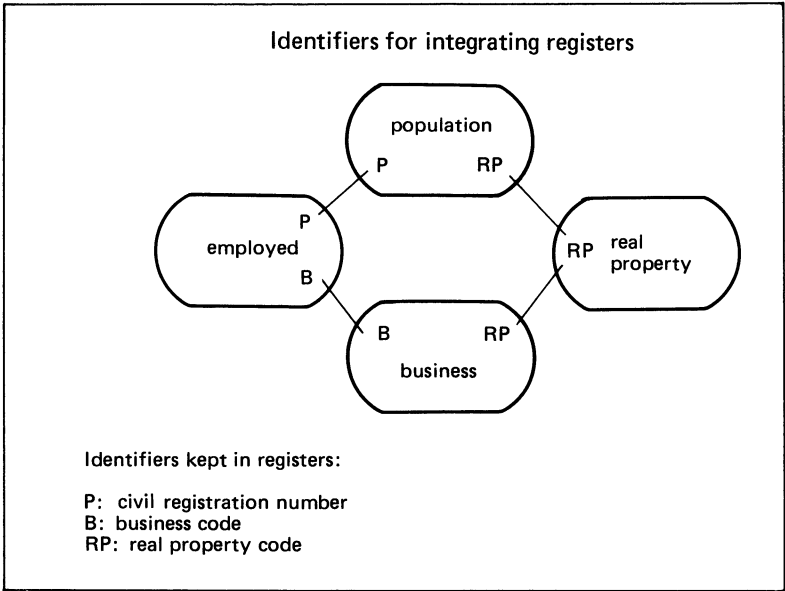 Identifiers for integrating registers
population
P RP
P
employed
B
RP real
property
B RP
business
Identifiers kept in registers:
P: civil registration number
B: business code
RP: real property code